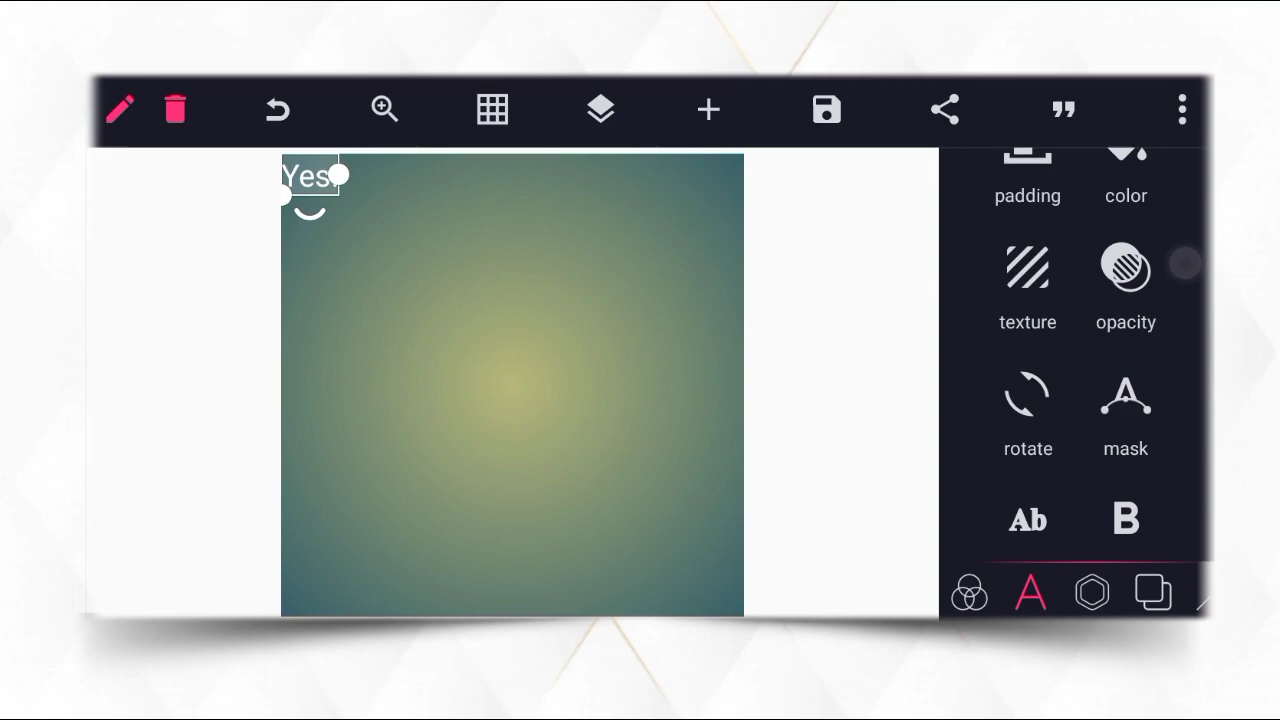 Yes
padding
color
texture
opacity
rotate
mask
Ab
B